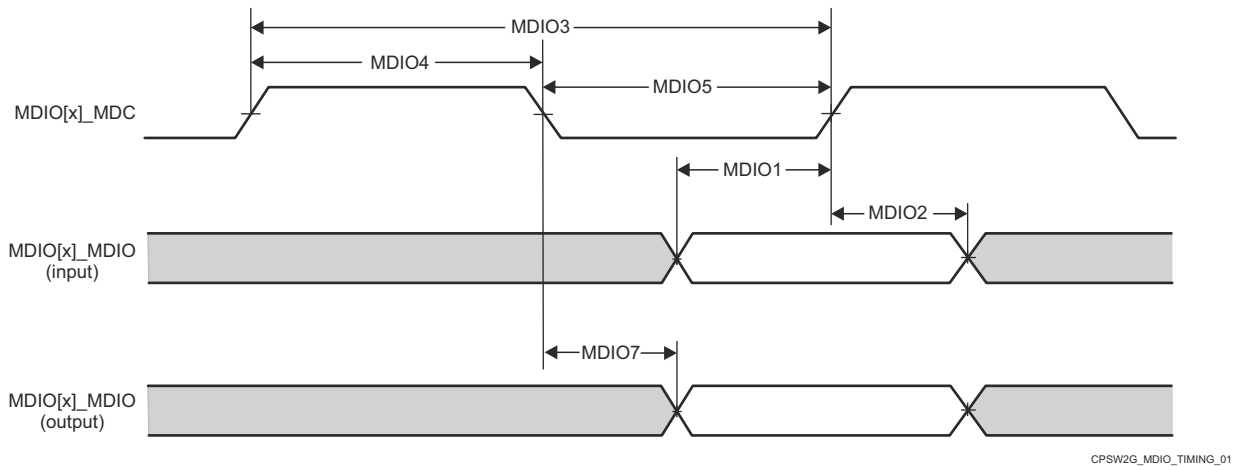 MDIO3
MDIO4
MDIO5
MDIO[x]_MDC
MDIO1
MDIO2
MDIO[x]_MDIO
(input)
MDIO7
MDIO[x]_MDIO
(output)
CPSW2G_MDIO_TIMING_01